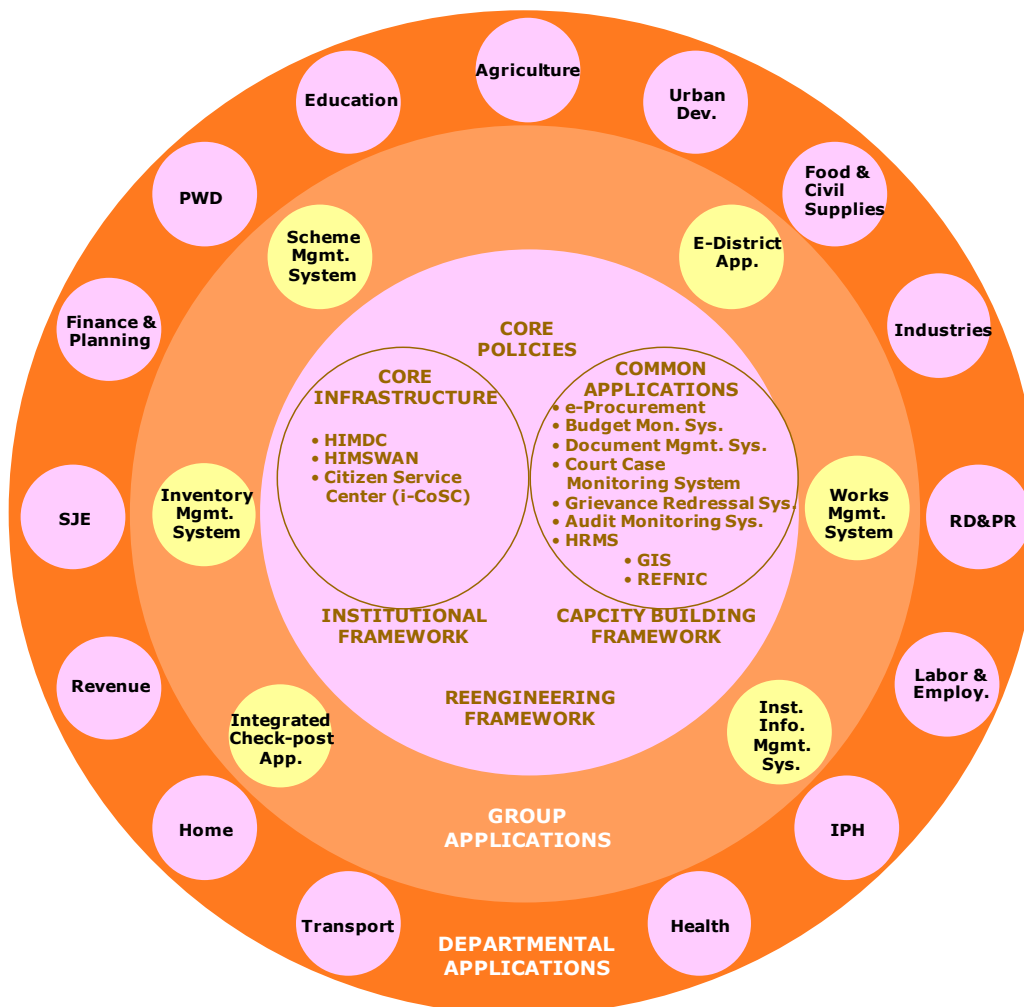 Agriculture
Education
Urban
Dev.
PWD
Food &
Civil
Supplies
Scheme
Mgmt.
System
E-District
App.
Finance &
Planning
Industries
CORE
POLICIES
CORE
INFRASTRUCTURE
• HIMDC
• HIMSWAN
• Citizen Service
Center (i-CoSC)
COMMON
APPLICATIONS
• e-Procurement
• Budget Mon. Sys.
• Document Mgmt. Sys.
• Court Case
Monitoring System
• Grievance Redressal Sys.
• Audit Monitoring Sys.
• HRMS
• GIS
• REFNIC
SJE
Inventory
Mgmt.
System
Works
Mgmt.
System
RD&PR
INSTITUTIONAL
FRAMEWORK
CAPCITY BUILDING
FRAMEWORK
REENGINEERING
FRAMEWORK
Revenue
Integrated
Check-post
App.
Inst.
Info.
Mgmt.
Sys.
Labor &
Employ.
Home
GROUP
APPLICATIONS
IPH
Transport
DEPARTMENTAL
APPLICATIONS
Health